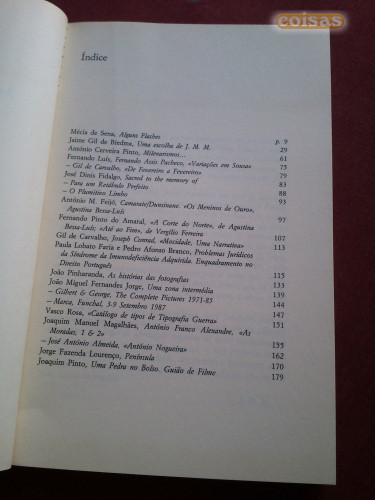 coisas
Índice
Mécia de Sena, Alguns Flashes p. 9
Jaime Gil de Biedma, Uma escolha de J. M. M. 29
António Cerveira Pinto, Milenarismos... 61
Fernando Luís, Fernando Assis Pacheco, «Variações em Sousa» 75
– Gil de Carvalho, «De Fevereiro a Fevereiro» 79
José Dinis Fidalgo, Sacred to the memory of 83
– Para um Retábulo Perfeito 88
– O Plumitivo Linho
António M. Feijó, Camarate/Dunsinane. «Os Meninos de Ouro», 93
Agustina Bessa-Luís
Fernando Pinto do Amaral, «A Corte do Norte», de Agustina 97
Bessa-Luís; «Até ao Fim», de Vergílio Ferreira
Gil de Carvalho, Joseph Conrad, «Mocidade, Uma Narrativa» 107
Paula Lobato Faria e Pedro Afonso Branco, Problemas Jurídicos 113
da Síndroma da Imunodeficiência Adquirida. Enquadramento no
Direito Português
João Pinharanda, As histórias das fotografias 115
João Miguel Fernandes Jorge, Uma zona intermédia 133
– Gilbert & George, The Complete Pictures 1971-85 139
– Marca, Funchal, 3-9 Setembro 1987 144
Vasco Rosa, «Catálogo de tipos de Tipografia Guerra» 147
Joaquim Manuel Magalhães, António Franco Alexandre, «As 151
Moradas, 1 & 2»
– José António Almeida, «António Nogueira» 155
Jorge Fazenda Lourenço, Península 162
Joaquim Pinto, Uma Pedra no Bolso. Guião de Filme 170
179